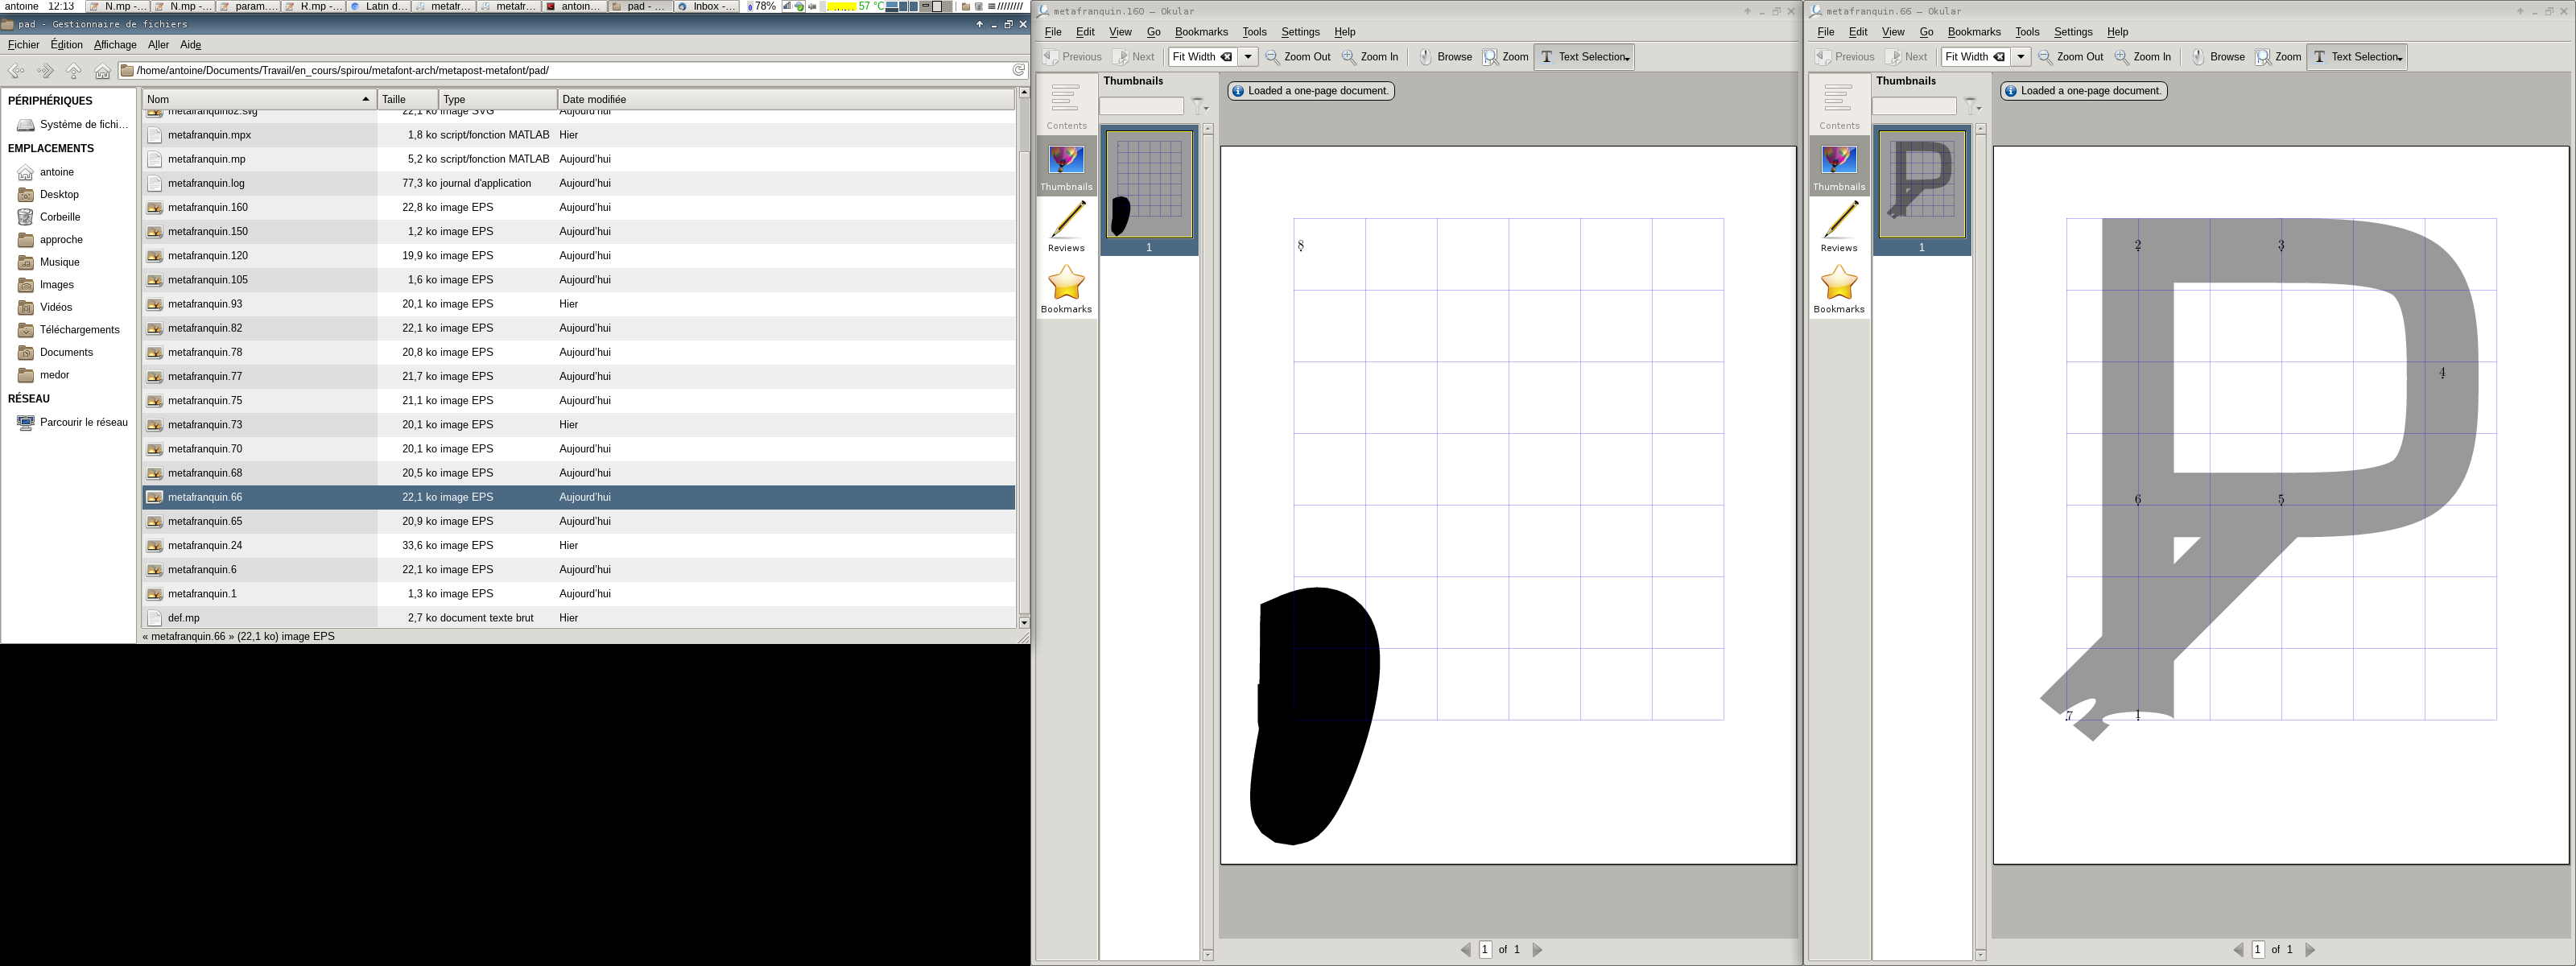 antoine 12:13 N.mp -... N.mp -... param.... R.mp -... Latin d... metafr... metafr... antoin... pad - ... Inbox -... 78% 57 °C
pad - Gestionnaire de fichiers
Fichier Édition Affichage Aller Aide
/home/antoine/Documents/Travail/en_cours/spirou/metafont-arch/metapost-metafont/pad/
PÉRIPHÉRIQUES
Système de fichi...
EMPLACEMENTS
antoine
Desktop
Corbeille
approche
Musique
Images
Vidéos
Téléchargements
Documents
medor
RÉSEAU
Parcourir le réseau
Nom Taille Type Date modifiée
22,1 ko image SVG Aujourd'hui
metafranquin.mpx 1,8 ko script/fonction MATLAB Hier
metafranquin.mp 5,2 ko script/fonction MATLAB Aujourd'hui
metafranquin.log 77,3 ko journal d'application Aujourd'hui
metafranquin.160 22,8 ko image EPS Aujourd'hui
metafranquin.150 1,2 ko image EPS Aujourd'hui
metafranquin.120 19,9 ko image EPS Aujourd'hui
metafranquin.105 1,6 ko image EPS Aujourd'hui
metafranquin.93 20,1 ko image EPS Hier
metafranquin.82 22,1 ko image EPS Aujourd'hui
metafranquin.78 20,8 ko image EPS Aujourd'hui
metafranquin.77 21,7 ko image EPS Aujourd'hui
metafranquin.75 21,1 ko image EPS Aujourd'hui
metafranquin.73 20,1 ko image EPS Hier
metafranquin.70 20,1 ko image EPS Aujourd'hui
metafranquin.68 20,5 ko image EPS Aujourd'hui
metafranquin.66 22,1 ko image EPS Aujourd'hui
metafranquin.65 20,9 ko image EPS Aujourd'hui
metafranquin.24 33,6 ko image EPS Hier
metafranquin.6 22,1 ko image EPS Aujourd'hui
metafranquin.1 1,3 ko image EPS Aujourd'hui
def.mp 2,7 ko document texte brut Hier
« metafranquin.66 » (22,1 ko) image EPS
metafranquin.160 — Okular
File Edit View Go Bookmarks Tools Settings Help
Previous Next Fit Width Zoom Out Zoom In Browse Zoom Text Selection
Contents
Thumbnails
Reviews
Bookmarks
Thumbnails
1
Loaded a one-page document.
8
1 of 1
metafranquin.66 — Okular
File Edit View Go Bookmarks Tools Settings Help
Previous Next Fit Width Zoom Out Zoom In Browse Zoom Text Selection
Contents
Thumbnails
Reviews
Bookmarks
Thumbnails
1
Loaded a one-page document.
2 3
4
6 5
7 1
1 of 1